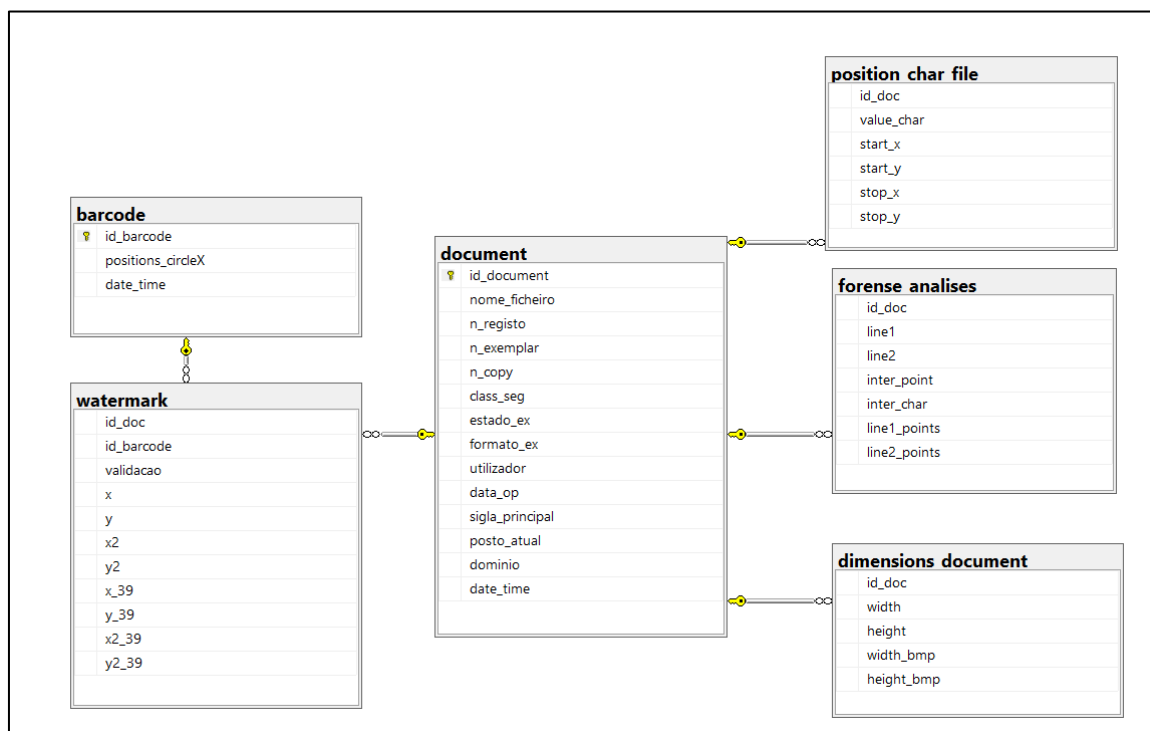 barcode
id_barcode
positions_circleX
date_time
watermark
id_doc
id_barcode
validacao
x
y
x2
y2
x_39
y_39
x2_39
y2_39
document
id_document
nome_ficheiro
n_registo
n_exemplar
n_copy
class_seg
estado_ex
formato_ex
utilizador
data_op
sigla_principal
posto_atual
dominio
date_time
position char file
id_doc
value_char
start_x
start_y
stop_x
stop_y
forense analises
id_doc
line1
line2
inter_point
inter_char
line1_points
line2_points
dimensions document
id_doc
width
height
width_bmp
height_bmp